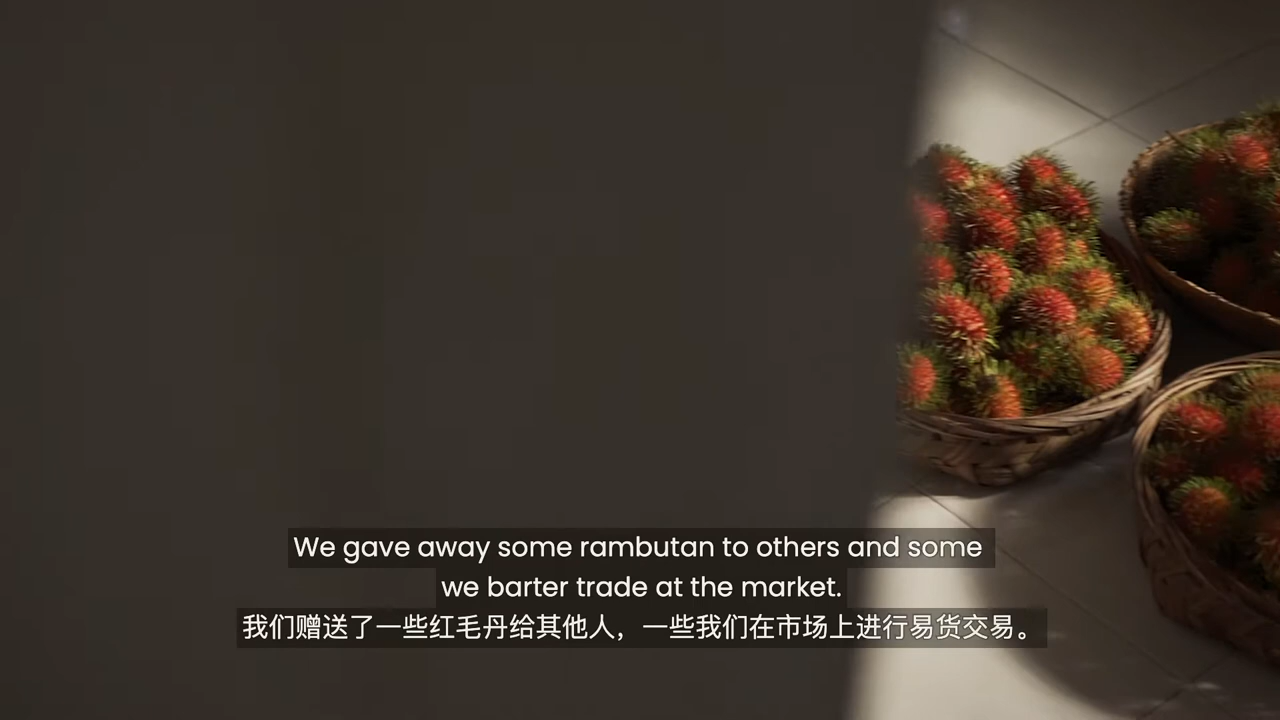 We gave away some rambutan to others and some
we barter trade at the market.
我们赠送了一些红毛丹给其他人，一些我们在市场上进行易货交易。